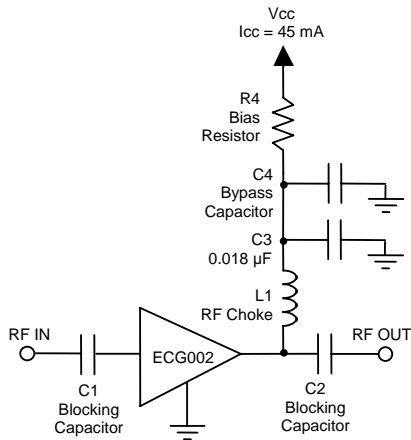 Vcc
Icc = 45 mA
R4
Bias
Resistor
C4
Bypass
Capacitor
C3
0.018 µF
L1
RF Choke
RF IN
RF OUT
ECG002
C1
Blocking
Capacitor
C2
Blocking
Capacitor